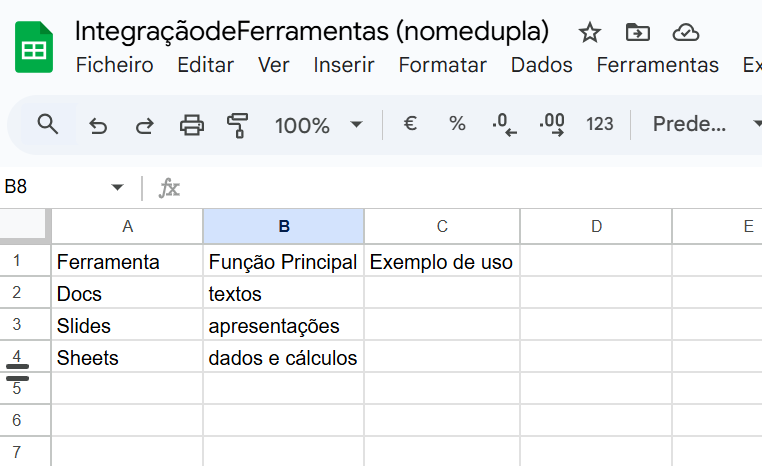 IntegraçãodeFerramentas (nomedupla)
Ficheiro Editar Ver Inserir Formatar Dados Ferramentas Ex
100% € % .0 .00 123 Prede...
B8 fx
A B C D E
1 Ferramenta Função Principal Exemplo de uso
2 Docs textos
3 Slides apresentações
4 Sheets dados e cálculos
5
6
7